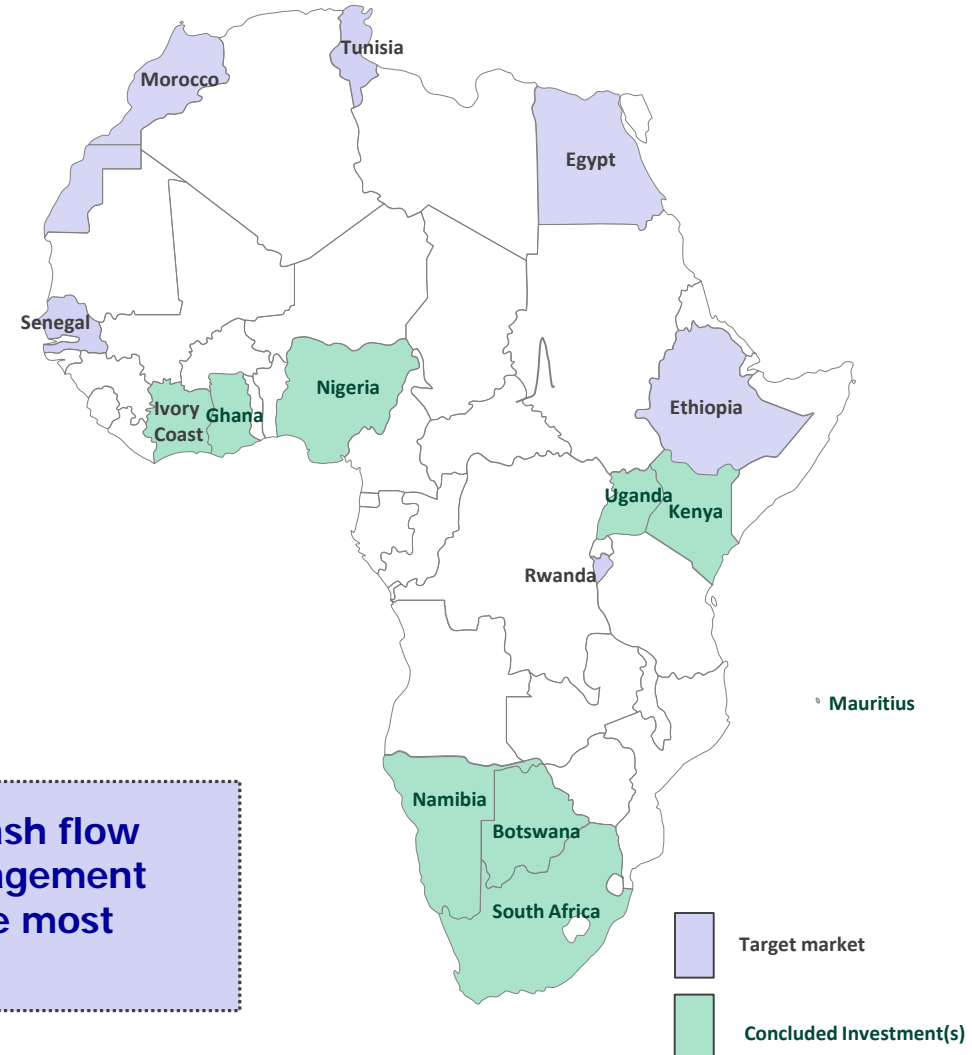 Tunisia
Morocco
Egypt
Senegal
Nigeria
Ivory
Coast
Ghana
Ethiopia
Uganda
Kenya
Rwanda
Mauritius
Namibia
Botswana
South Africa
ash flow
agement
e most
Target market
Concluded Investment(s)